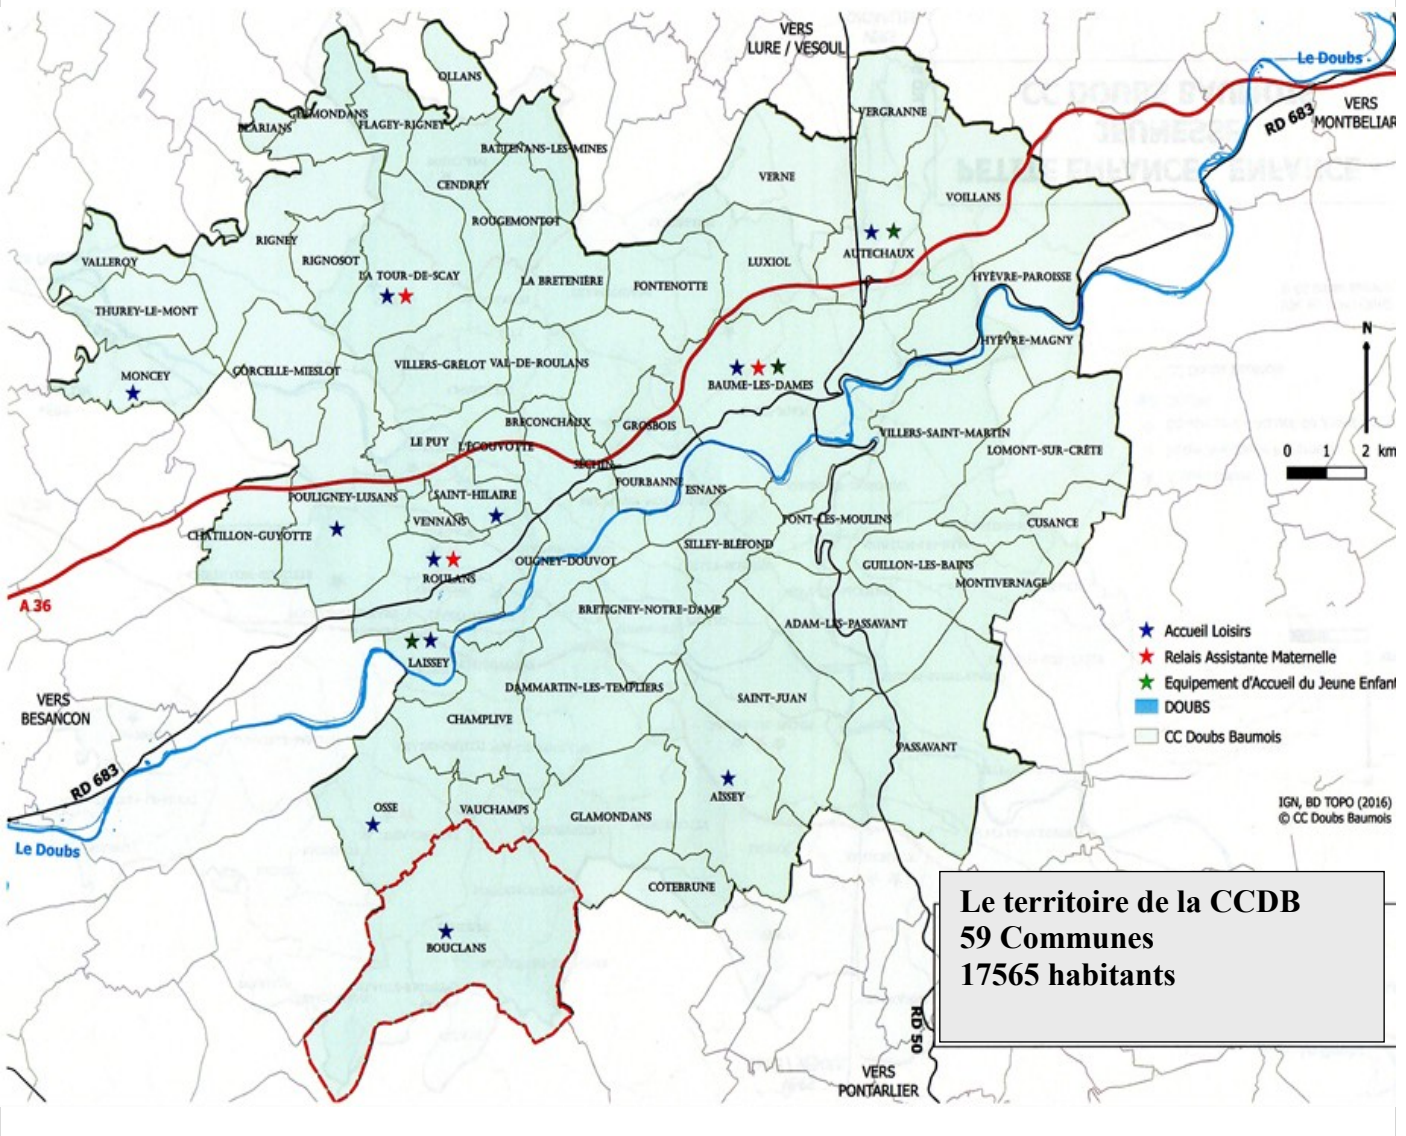 VERS
LURE / VESOUL
Le Doubs
VERS
MONTBELIAR
RD 683
OLLANS
GERMONDANS
BLARIANS
FLAGEY-RIGNEY
BATTENANS-LES-MINES
VERGRANNE
CENDREY
VERNE
VOILLANS
ROUGEMONTOT
RIGNEY
RIGNOSOT
VALLEROY
LA TOUR-DE-SCAY
LA BRETENIÈRE
FONTENOTTE
LUXIOL
AUTECHAUX
HYÈVRE-PAROISSE
THUREY-LE-MONT
HYÈVRE-MAGNY
N
MONCEY
CORCELLE-MIESLOT
VILLERS-GRÉLOT
VAL-DE-ROULANS
BAUME-LES-DAMES
BRECONCHAUX
GROSBOIS
LE PUY
L'ÉCOUVOTTE
VILLERS-SAINT-MARTIN
LOMONT-SUR-CRÊTE
0 1 2 km
SÉCHIN
FOURBANNE
ESNANS
POULIGNEY-LUSANS
SAINT-HILAIRE
VENNANS
CHATILLON-GUYOTTE
PONT-LES-MOULINS
CUSANCE
SILLEY-BLÉFOND
OUGNEY-DOUVOT
GUILLON-LES-BAINS
ROULANS
MONTIVERNAGE
A 36
BRETIGNEY-NOTRE-DAME
ADAM-LES-PASSAVANT
LAISSEY
Accueil Loisirs
Relais Assistante Maternelle
Equipement d'Accueil du Jeune Enfant
DOUBS
CC Doubs Baumois
DAMMARTIN-LES-TEMPLIERS
SAINT-JUAN
VERS
BESANCON
CHAMPLIVE
PASSAVANT
RD 683
AISSEY
OSSE
VAUCHAMPS
GLAMONDANS
IGN, BD TOPO (2016)
© CC Doubs Baumois
Le Doubs
CÔTEBRUNE
BOUCLANS
Le territoire de la CCDB
59 Communes
17565 habitants
RD 50
VERS
PONTARLIER